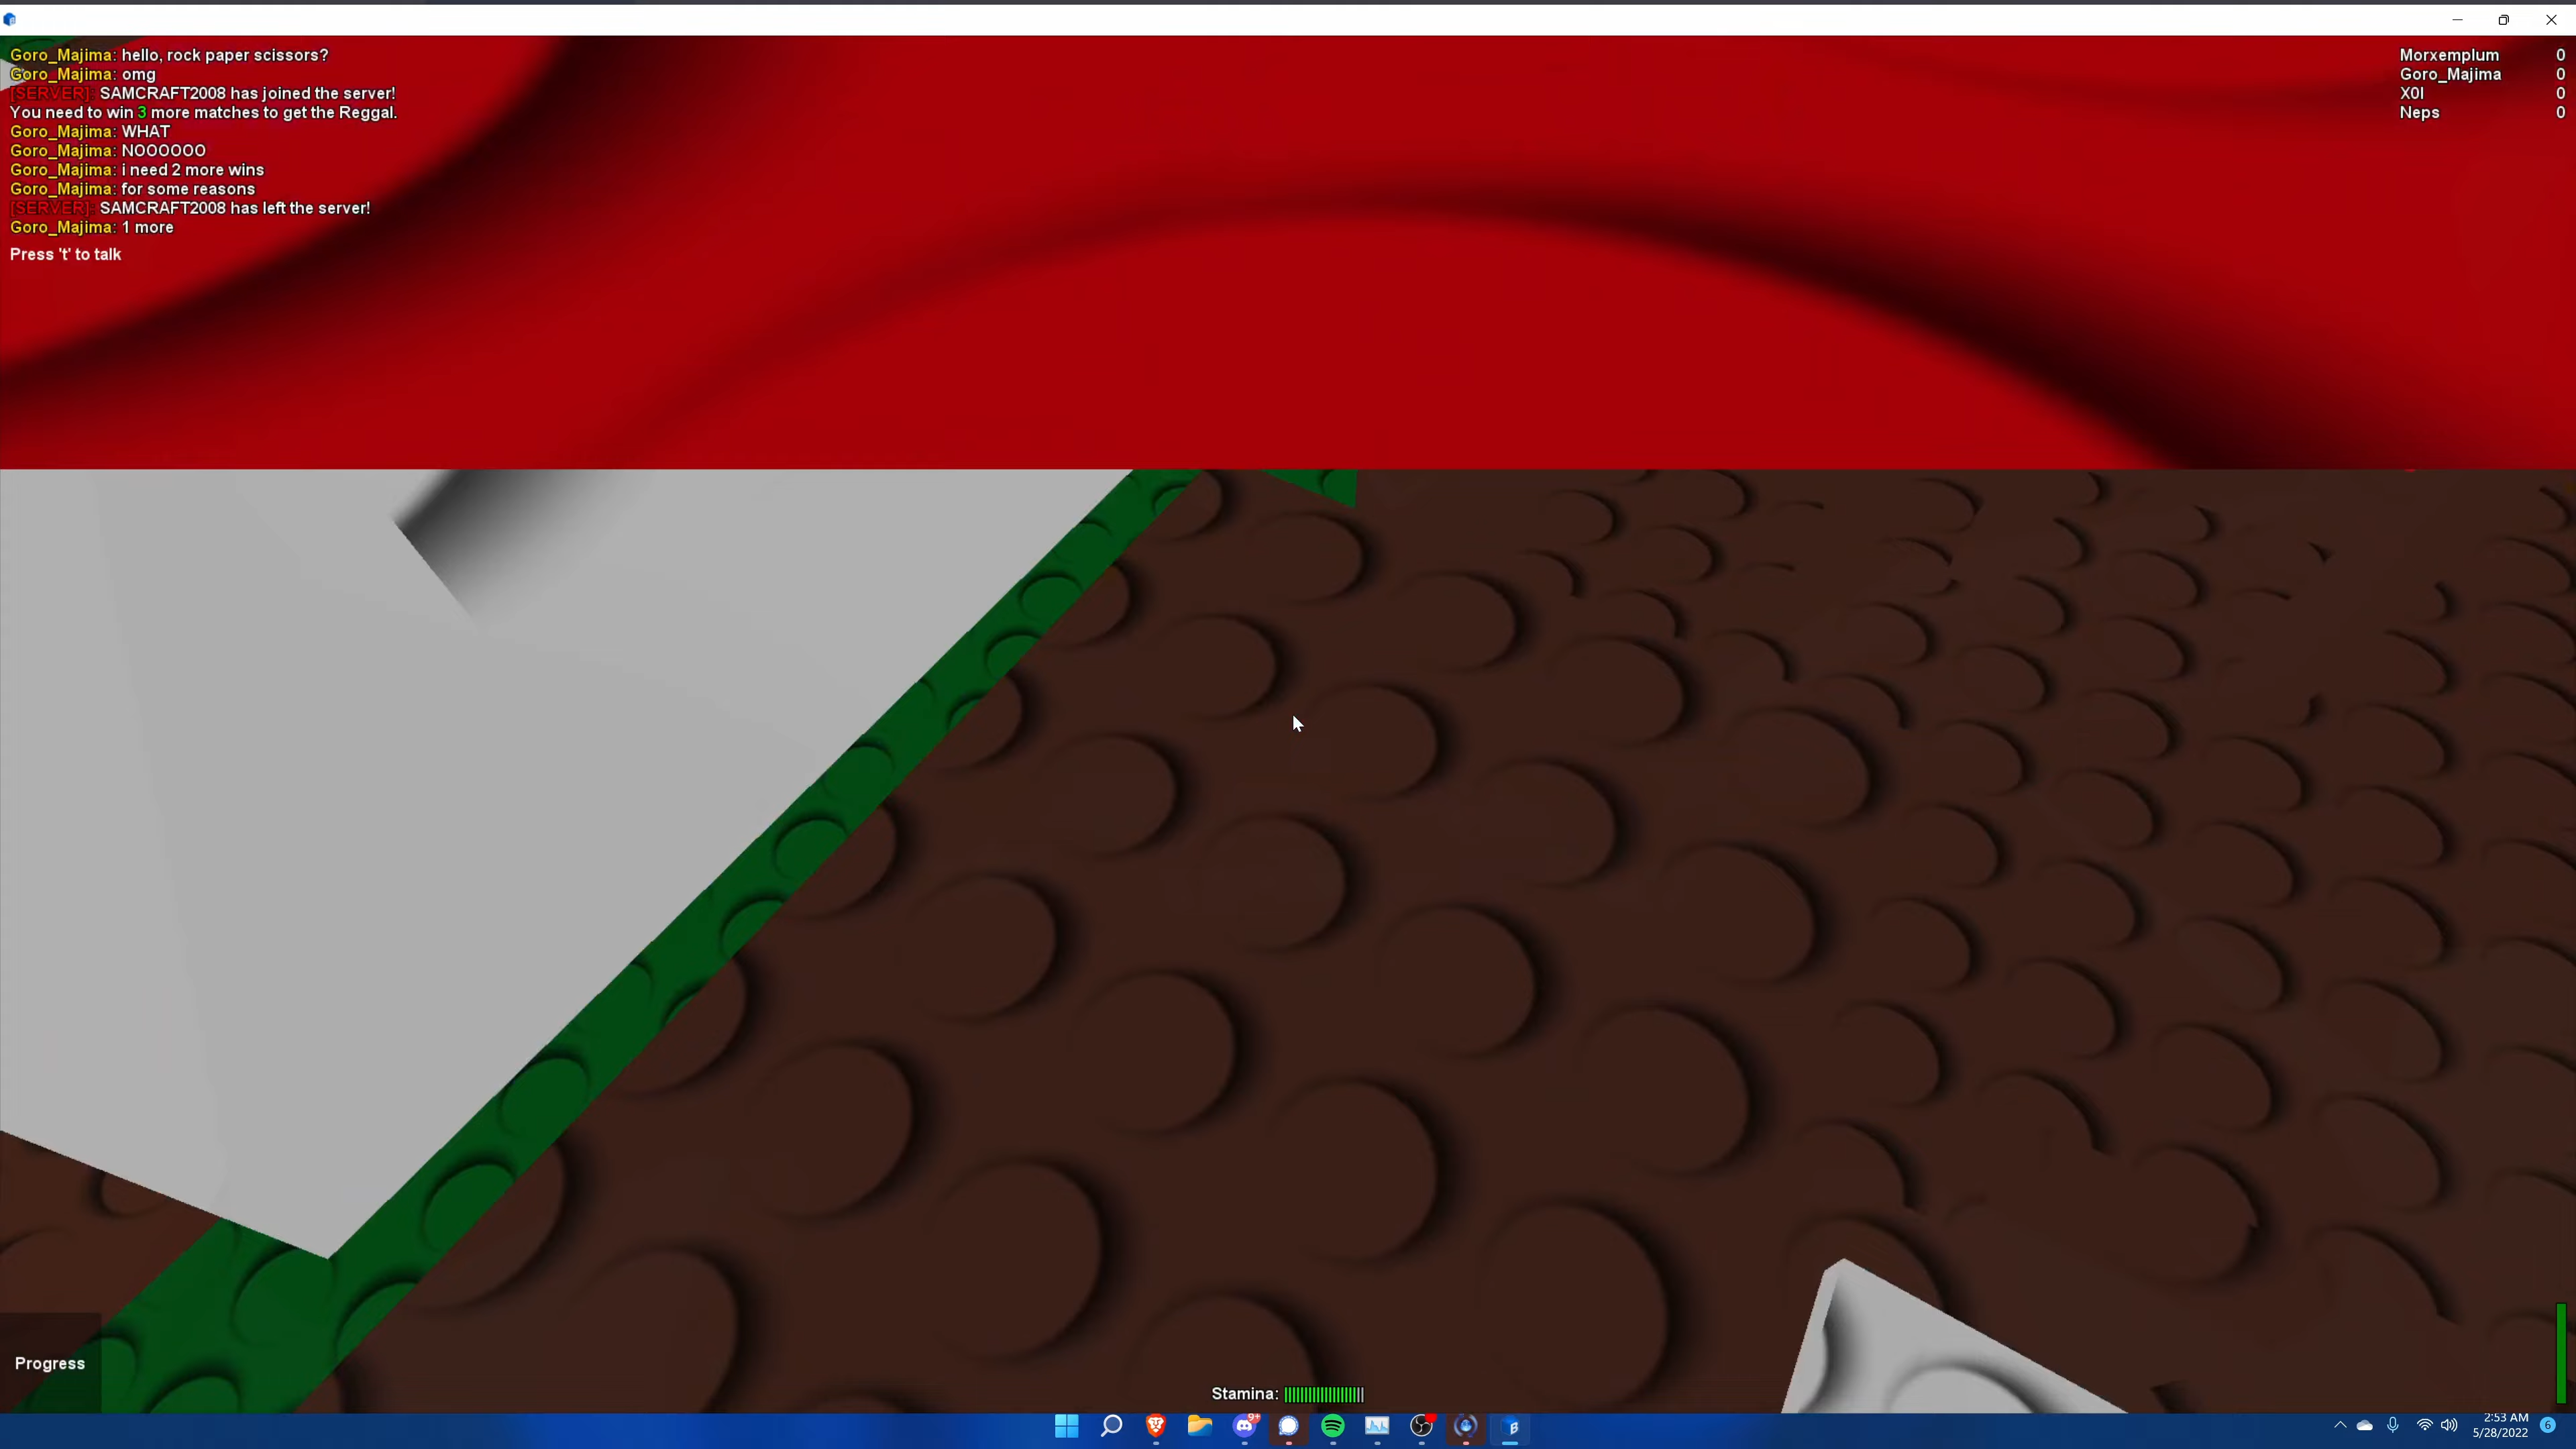 Goro_Majima: hello, rock paper scissors?
Goro_Majima: omg
[SERVER]: SAMCRAFT2008 has joined the server!
You need to win 3 more matches to get the Reggal.
Goro_Majima: WHAT
Goro_Majima: NOOOOOO
Goro_Majima: i need 2 more wins
Goro_Majima: for some reasons
[SERVER]: SAMCRAFT2008 has left the server!
Goro_Majima: 1 more
Press 't' to talk
Morxemplum 0
Goro_Majima 0
X0l 0
Neps 0
Progress
Stamina:
9+
B
2:53 AM
5/28/2022
6